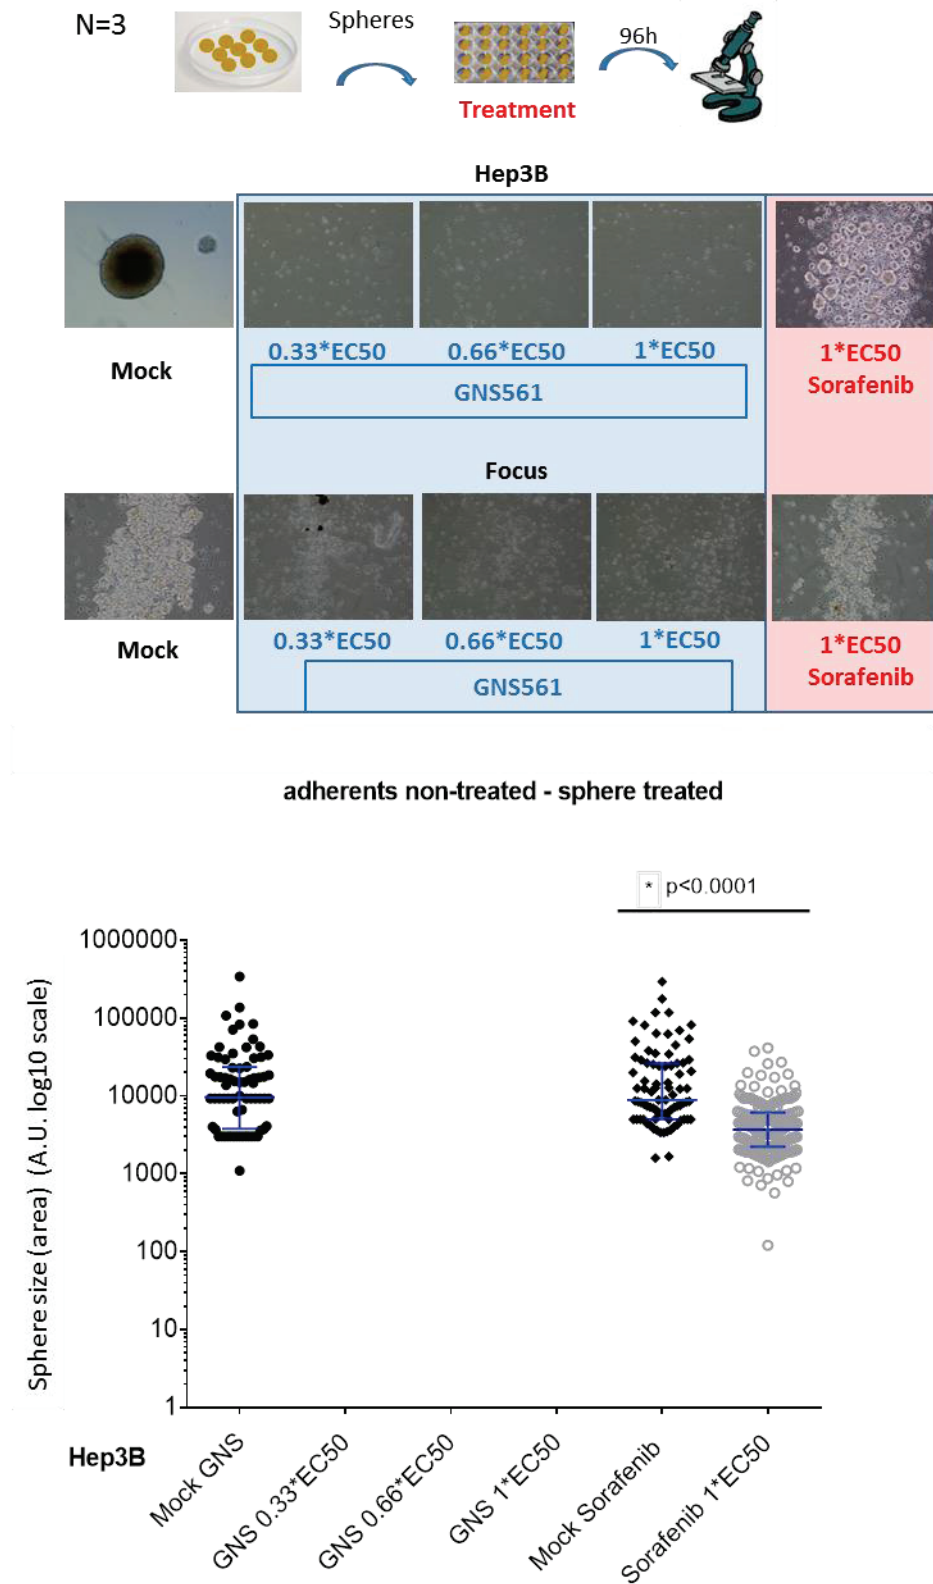 N=3
Spheres
96h
Treatment
Hep3B
Mock
0.33*EC50
0.66*EC50
1*EC50
1*EC50
Sorafenib
GNS561
Focus
Mock
0.33*EC50
0.66*EC50
1*EC50
1*EC50
Sorafenib
GNS561
adherents non-treated - sphere treated
* p<0.0001
Sphere size (area) (A.U. log10 scale)
1000000
100000
10000
1000
100
10
1
Hep3B
Mock GNS
GNS 0.33*EC50
GNS 0.66*EC50
GNS 1*EC50
Mock Sorafenib
Sorafenib 1*EC50